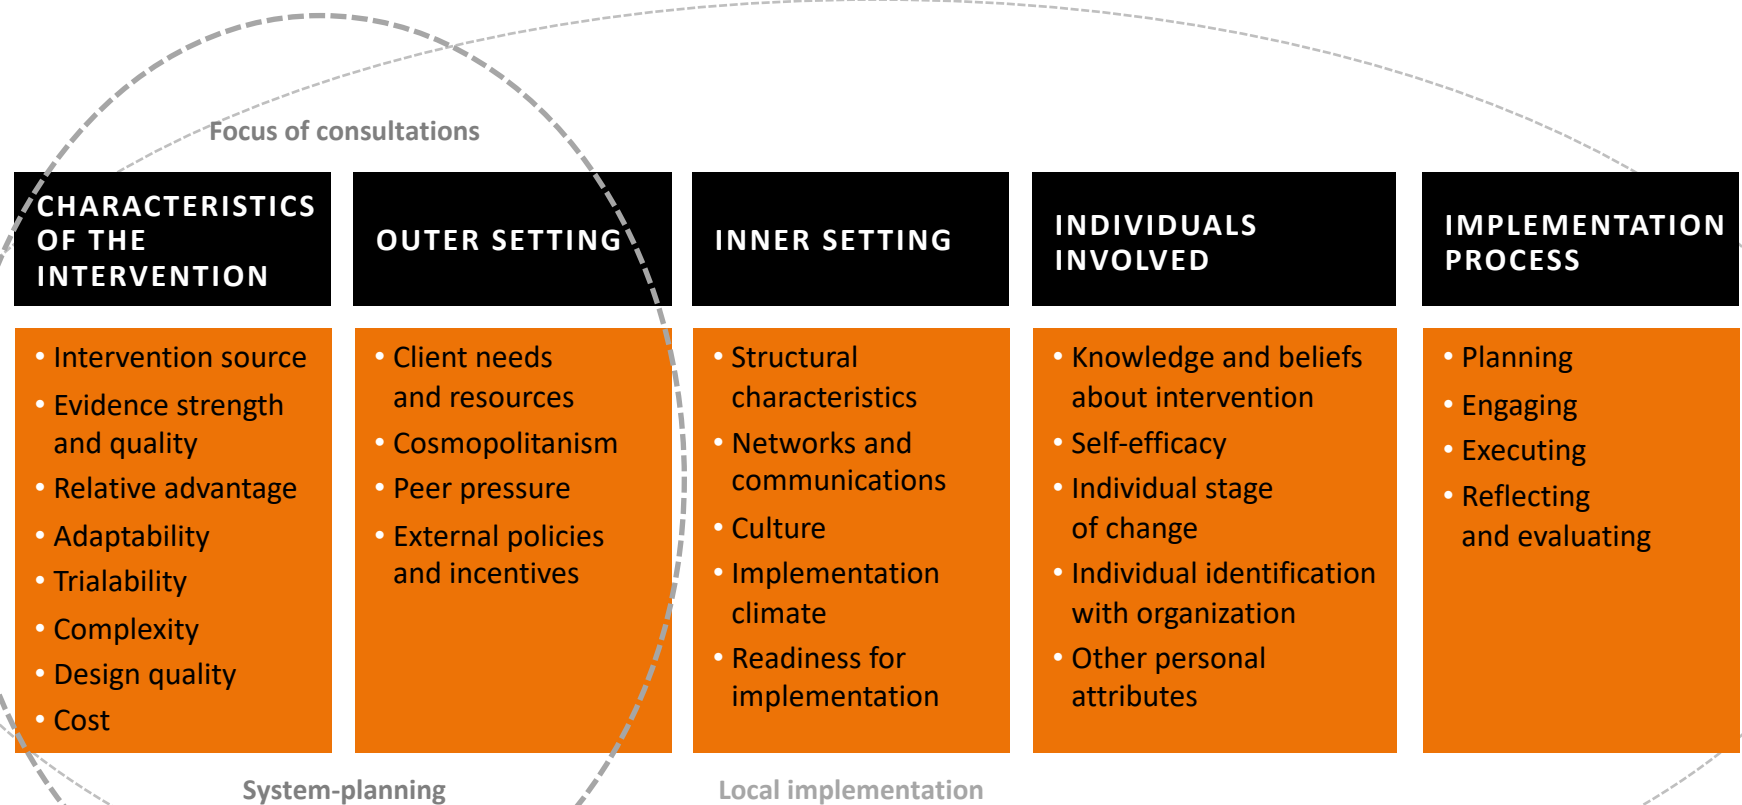 Focus of consultations
CHARACTERISTICS
OF THE
INTERVENTION
• Intervention source
• Evidence strength
and quality
• Relative advantage
• Adaptability
• Trialability
• Complexity
• Design quality
• Cost
OUTER SETTING
• Client needs
and resources
• Cosmopolitanism
• Peer pressure
• External policies
and incentives
INNER SETTING
• Structural
characteristics
• Networks and
communications
• Culture
• Implementation
climate
• Readiness for
implementation
INDIVIDUALS
INVOLVED
• Knowledge and beliefs
about intervention
• Self-efficacy
• Individual stage
of change
• Individual identification
with organization
• Other personal
attributes
IMPLEMENTATION
PROCESS
• Planning
• Engaging
• Executing
• Reflecting
and evaluating
System-planning
Local implementation